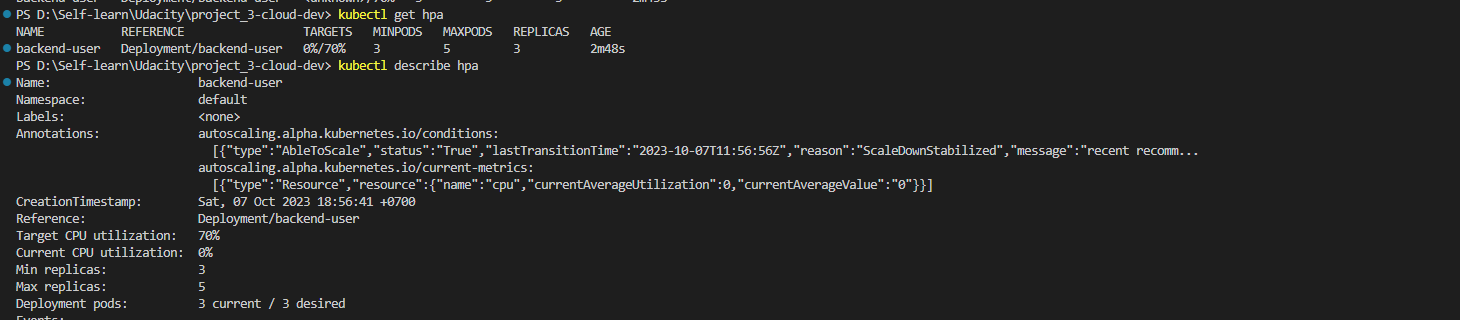 PS D:\Self-learn\Udacity\project_3-cloud-dev> kubectl get hpa
NAME REFERENCE TARGETS MINPODS MAXPODS REPLICAS AGE
backend-user Deployment/backend-user 0%/70% 3 5 3 2m48s
PS D:\Self-learn\Udacity\project_3-cloud-dev> kubectl describe hpa
Name: backend-user
Namespace: default
Labels: <none>
Annotations: autoscaling.alpha.kubernetes.io/conditions:
[{"type":"AbleToScale","status":"True","lastTransitionTime":"2023-10-07T11:56:56Z","reason":"ScaleDownStabilized","message":"recent recomm...
autoscaling.alpha.kubernetes.io/current-metrics:
[{"type":"Resource","resource":{"name":"cpu","currentAverageUtilization":0,"currentAverageValue":"0"}}]
CreationTimestamp: Sat, 07 Oct 2023 18:56:41 +0700
Reference: Deployment/backend-user
Target CPU utilization: 70%
Current CPU utilization: 0%
Min replicas: 3
Max replicas: 5
Deployment pods: 3 current / 3 desired
Events: